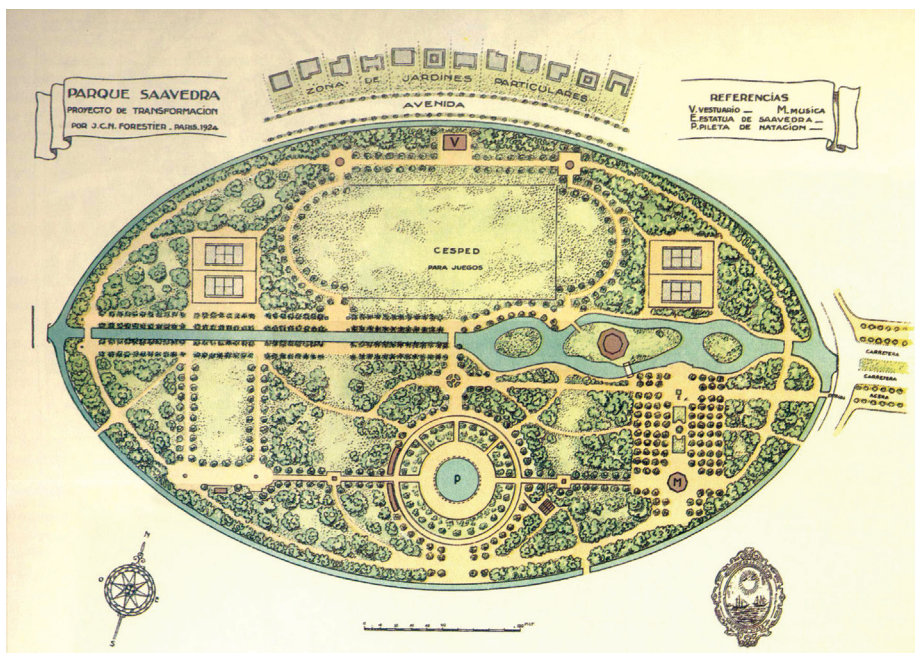 PARQUE SAAVEDRA
PROYECTO DE TRANSFORMACION
POR J.C.N. FORESTIER _ PARIS.1924
ZONA DE JARDINES PARTICULARES
AVENIDA
REFERENCIAS
V. VESTUARIO _ M. MUSICA
E. ESTATUA DE SAAVEDRA _
P. PILETA DE NATACION _
V
CESPED
PARA JUEGOS
CARRETERA
CARRETERA
ACERA
E
P
M
N
O
E
S
0